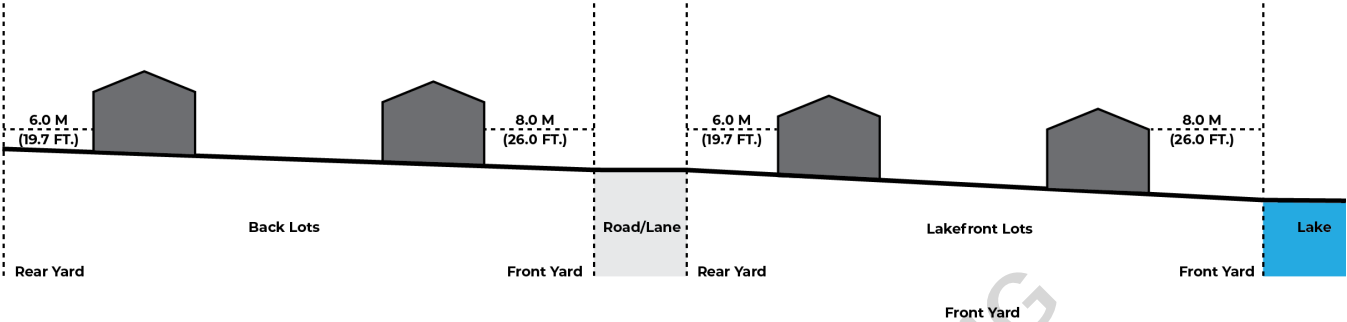 6.0 M
(19.7 FT.)
8.0 M
(26.0 FT.)
6.0 M
(19.7 FT.)
8.0 M
(26.0 FT.)
Back Lots
Road/Lane
Lakefront Lots
Lake
Rear Yard
Front Yard
Rear Yard
Front Yard
Front Yard
G